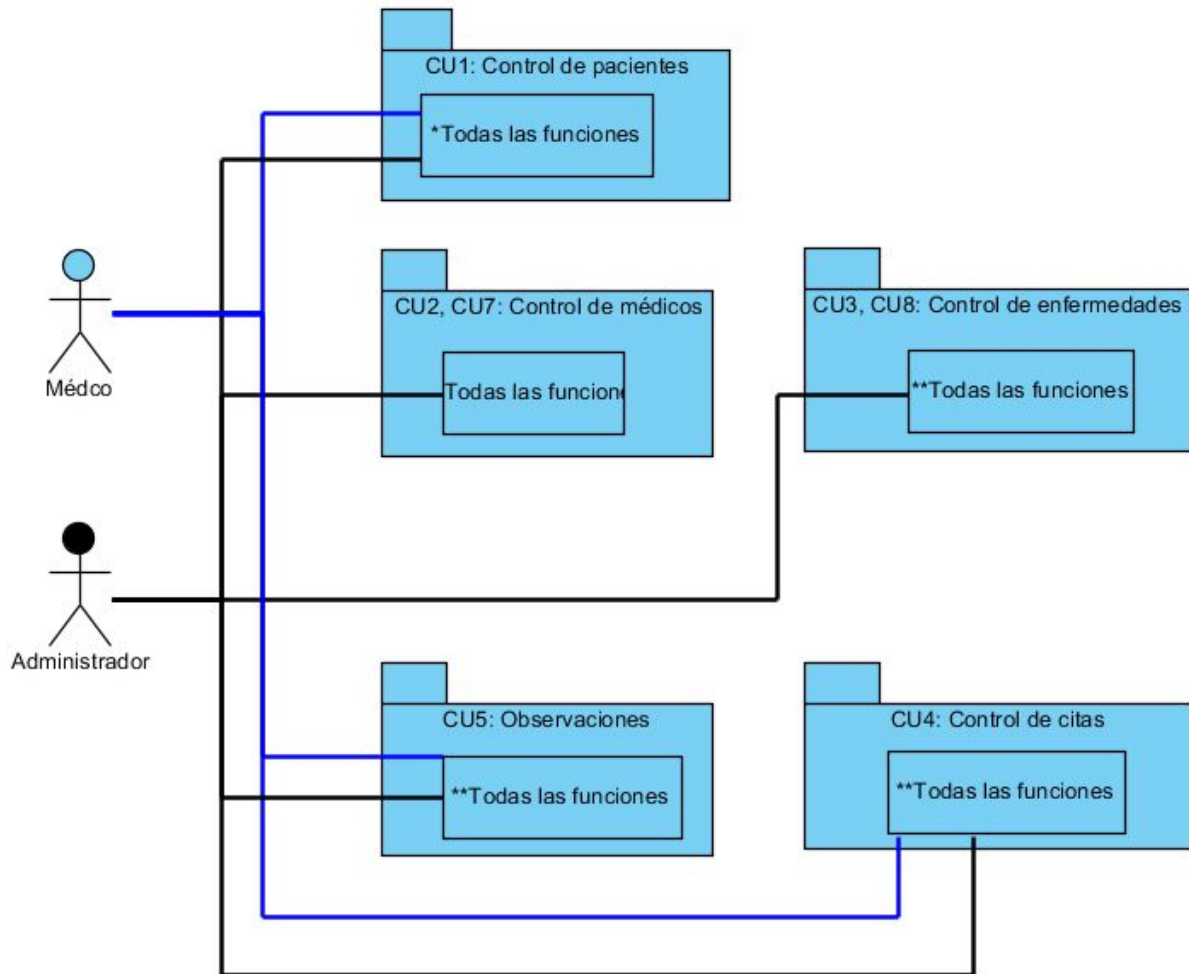 CU1: Control de pacientes
*Todas las funciones
Médco
CU2, CU7: Control de médicos
Todas las funcion
CU3, CU8: Control de enfermedades
**Todas las funciones
Administrador
CU5: Observaciones
**Todas las funciones
CU4: Control de citas
**Todas las funciones